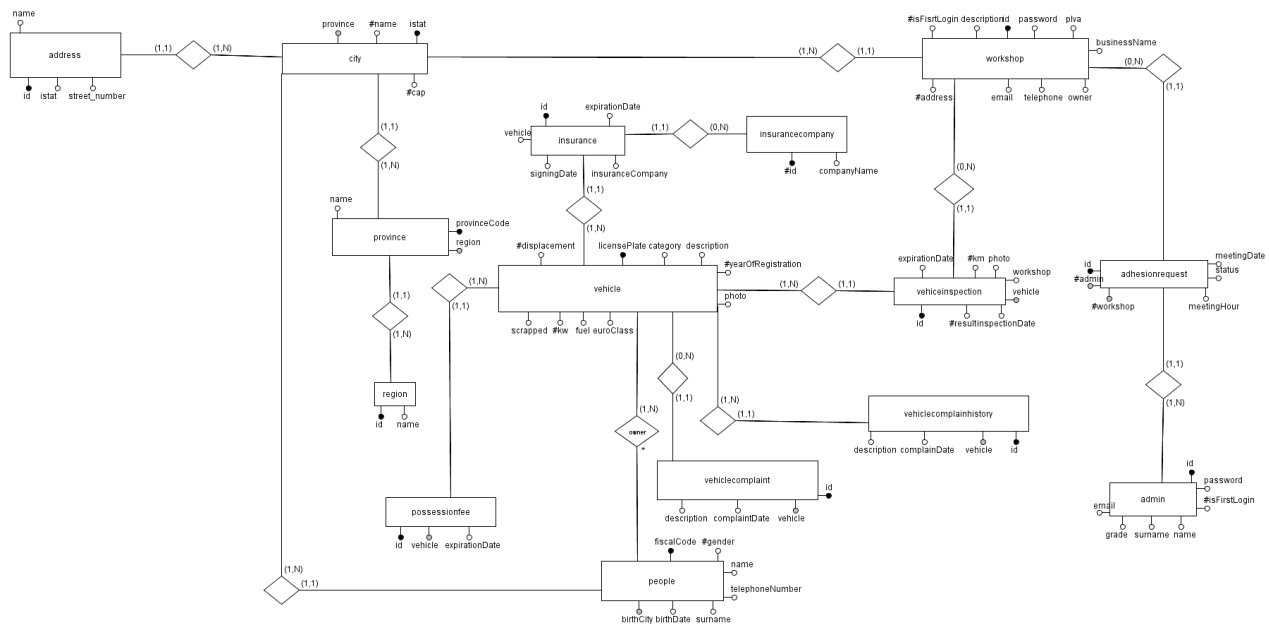 name
address
id
istat
street_number
(1,1)
(1,N)
province
#name
istat
city
#cap
(1,N)
(1,1)
#isFisrtLogin
description
id
password
pIva
businessName
workshop
#address
email
telephone
owner
(0,N)
(1,1)
(1,1)
(1,N)
id
expirationDate
vehicle
insurance
signingDate
insuranceCompany
(1,1)
(0,N)
insurancecompany
#id
companyName
(1,1)
(1,N)
(0,N)
(1,1)
name
province
provinceCode
region
(1,1)
(1,N)
region
id
name
#displacement
licensePlate
category
description
#yearOfRegistration
vehicle
photo
scrapped
#kw
fuel
euroClass
(1,N)
(1,1)
(1,N)
(1,1)
expirationDate
#km
photo
workshop
vehiceinspection
vehicle
id
#resultinspectionDate
meetingDate
id
adhesionrequest
status
#admin
#workshop
meetingHour
(1,1)
(1,N)
(0,N)
(1,1)
(1,N)
owner
*
(1,N)
(1,1)
vehiclecomplainhistory
description
complainDate
vehicle
id
vehiclecomplaint
id
description
complaintDate
vehicle
possessionfee
id
vehicle
expirationDate
id
password
admin
#isFirstLogin
email
grade
surname
name
fiscalCode
#gender
name
people
telephoneNumber
birthCity
birthDate
surname
(1,N)
(1,1)